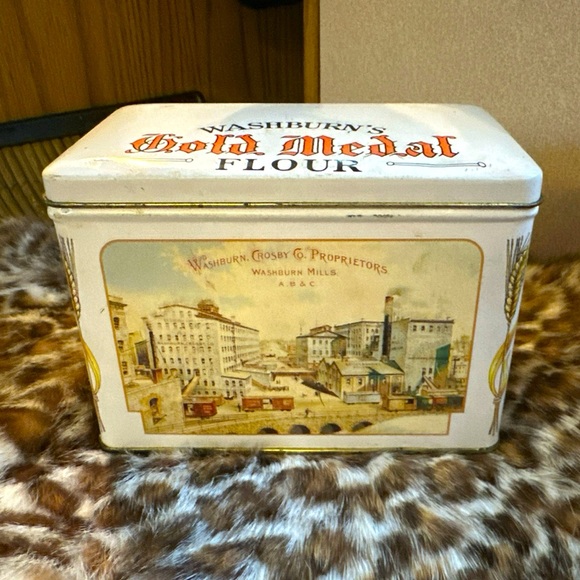 WASHBURN'S
Gold Medal
FLOUR
WASHBURN, CROSBY CO. PROPRIETORS
WASHBURN MILLS.
A. B & C.